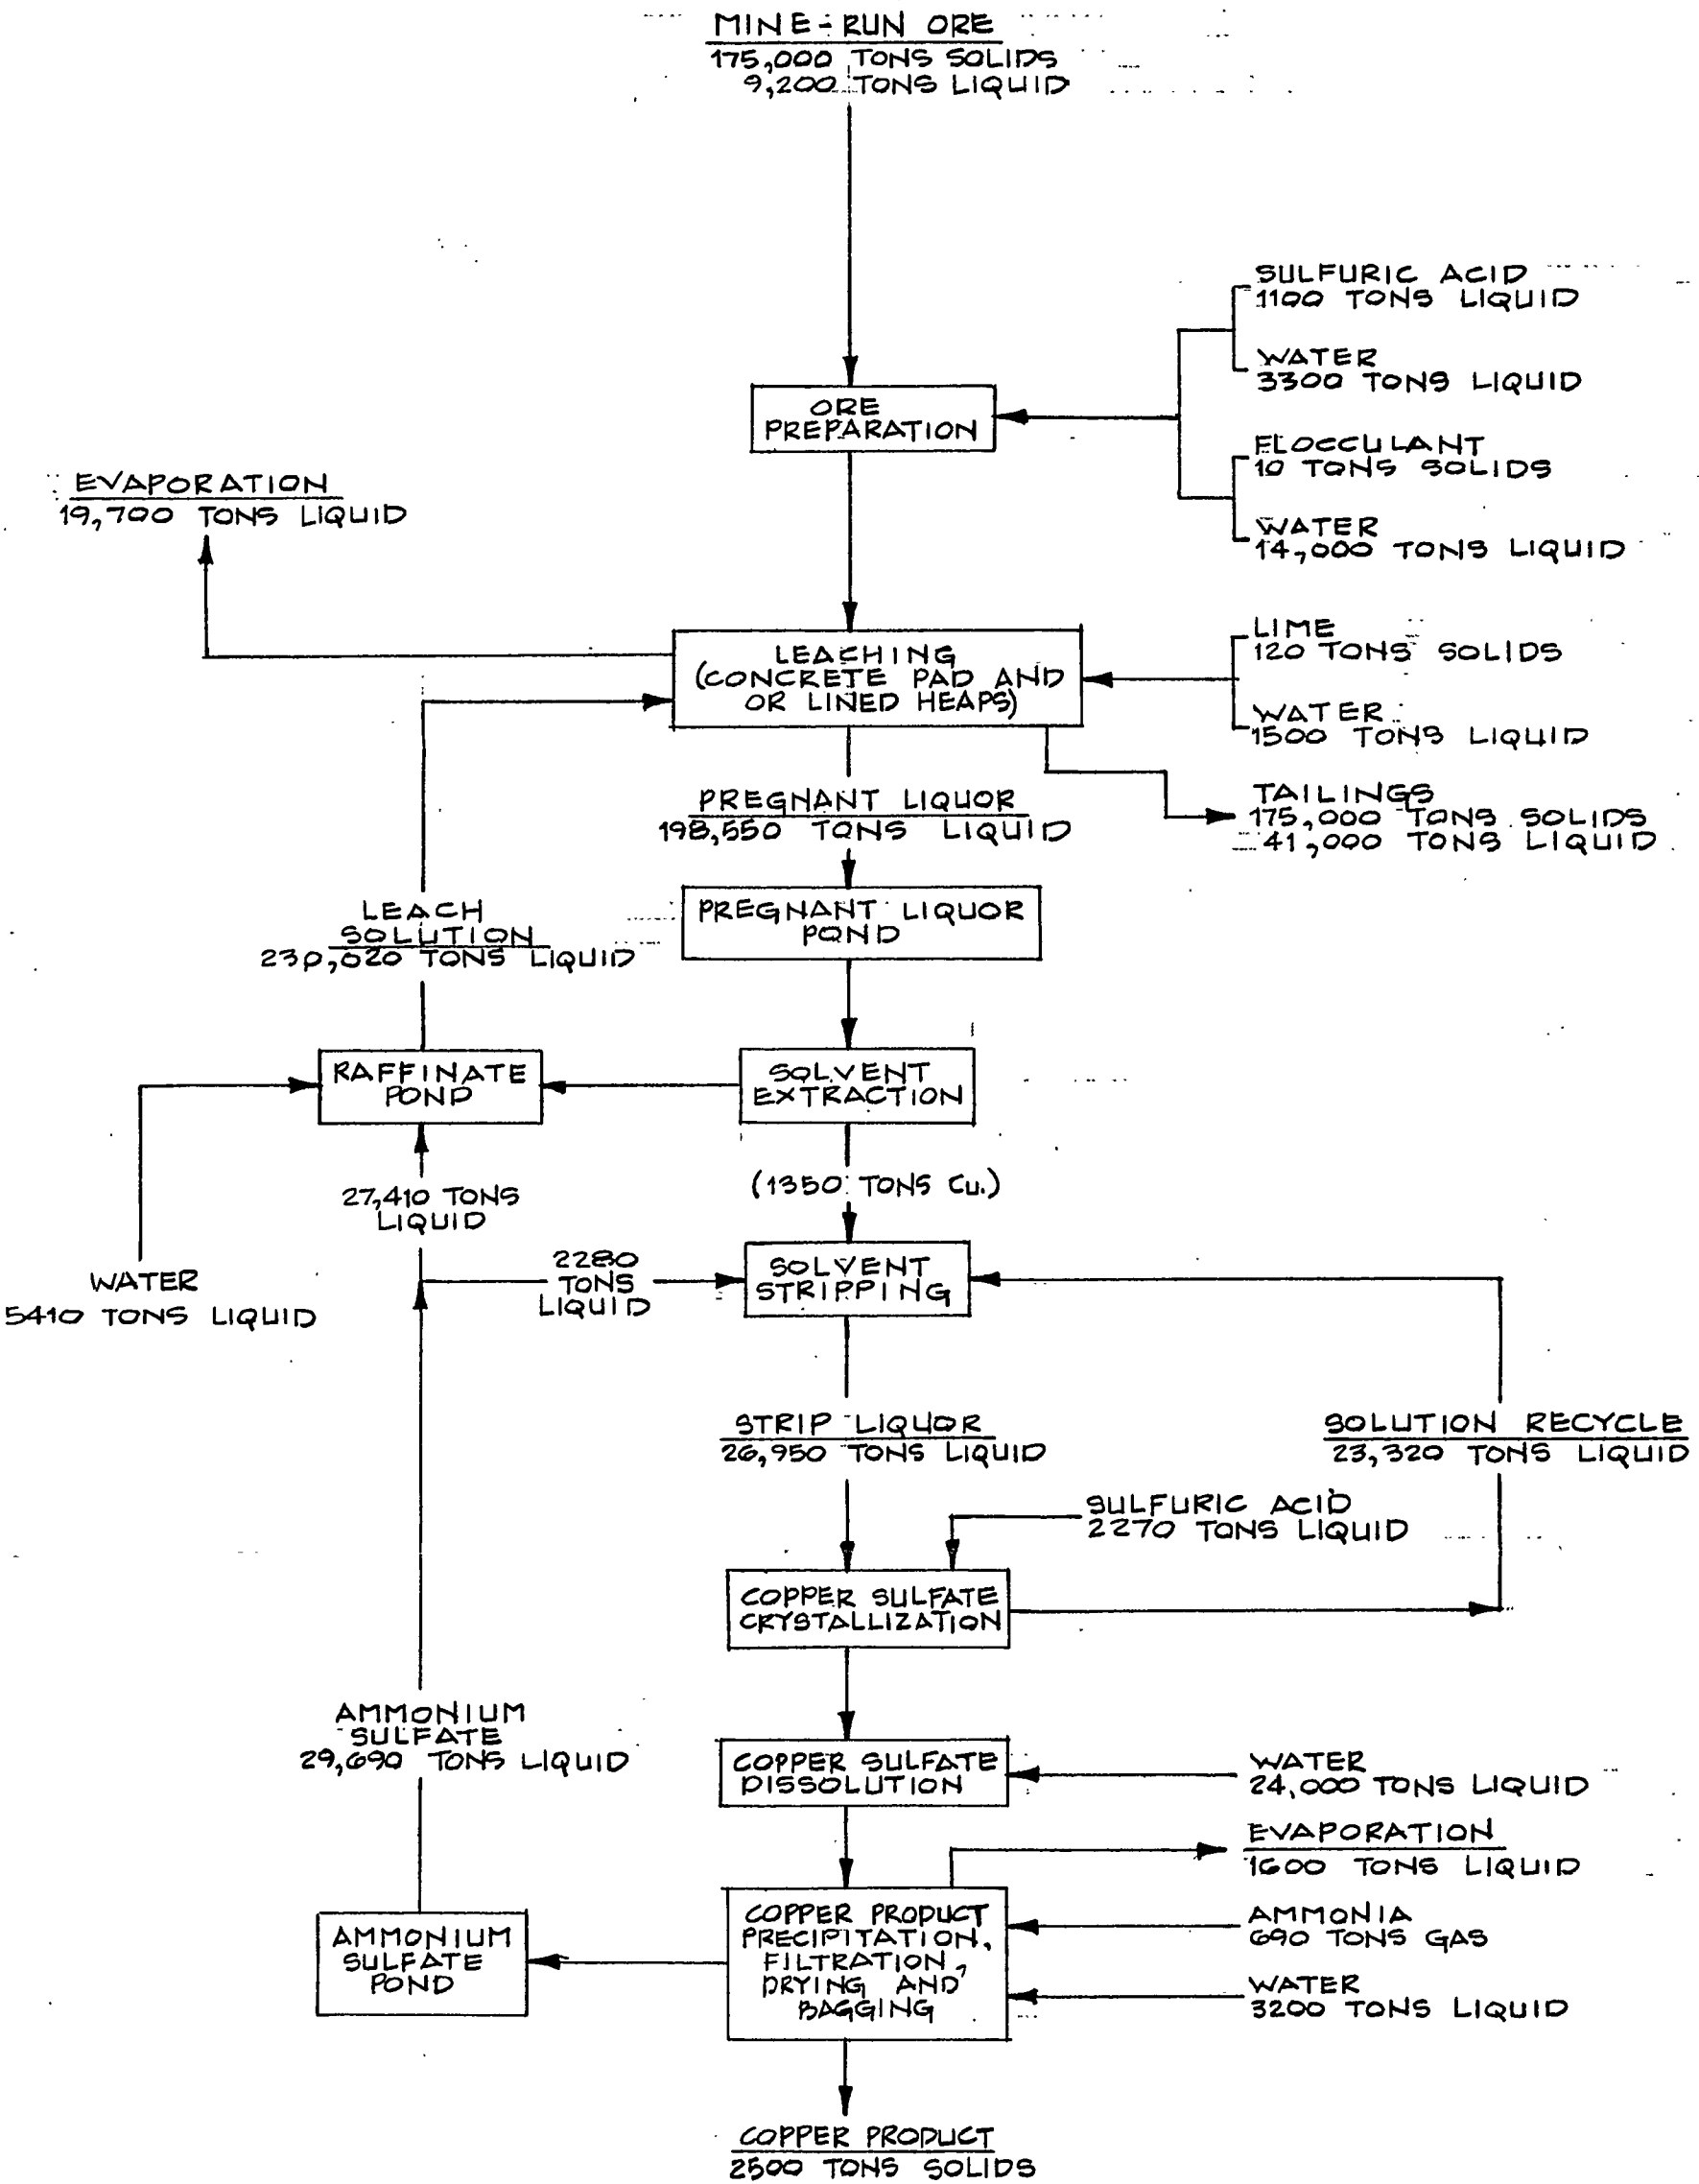 MINE-RUN ORE
175,000 TONS SOLIDS
9,200 TONS LIQUID
SULFURIC ACID
1100 TONS LIQUID
WATER
3300 TONS LIQUID
ORE
PREPARATION
FLOCCULANT
10 TONS SOLIDS
WATER
14,000 TONS LIQUID
EVAPORATION
19,700 TONS LIQUID
LEACHING
(CONCRETE PAD AND
OR LINED HEAPS)
LIME
120 TONS SOLIDS
WATER
1500 TONS LIQUID
TAILINGS
175,000 TONS SOLIDS
41,000 TONS LIQUID
PREGNANT LIQUOR
198,550 TONS LIQUID
PREGNANT LIQUOR
POND
LEACH
SOLUTION
230,020 TONS LIQUID
RAFFINATE
POND
SOLVENT
EXTRACTION
(1350 TONS Cu.)
27,410 TONS
LIQUID
WATER
5410 TONS LIQUID
2280
TONS
LIQUID
SOLVENT
STRIPPING
STRIP LIQUOR
26,950 TONS LIQUID
SOLUTION RECYCLE
23,320 TONS LIQUID
SULFURIC ACID
2270 TONS LIQUID
COPPER SULFATE
CRYSTALLIZATION
AMMONIUM
SULFATE
29,690 TONS LIQUID
COPPER SULFATE
DISSOLUTION
WATER
24,000 TONS LIQUID
EVAPORATION
1600 TONS LIQUID
AMMONIUM
SULFATE
POND
COPPER PRODUCT
PRECIPITATION,
FILTRATION,
DRYING AND
BAGGING
AMMONIA
690 TONS GAS
WATER
3200 TONS LIQUID
COPPER PRODUCT
2500 TONS SOLIDS